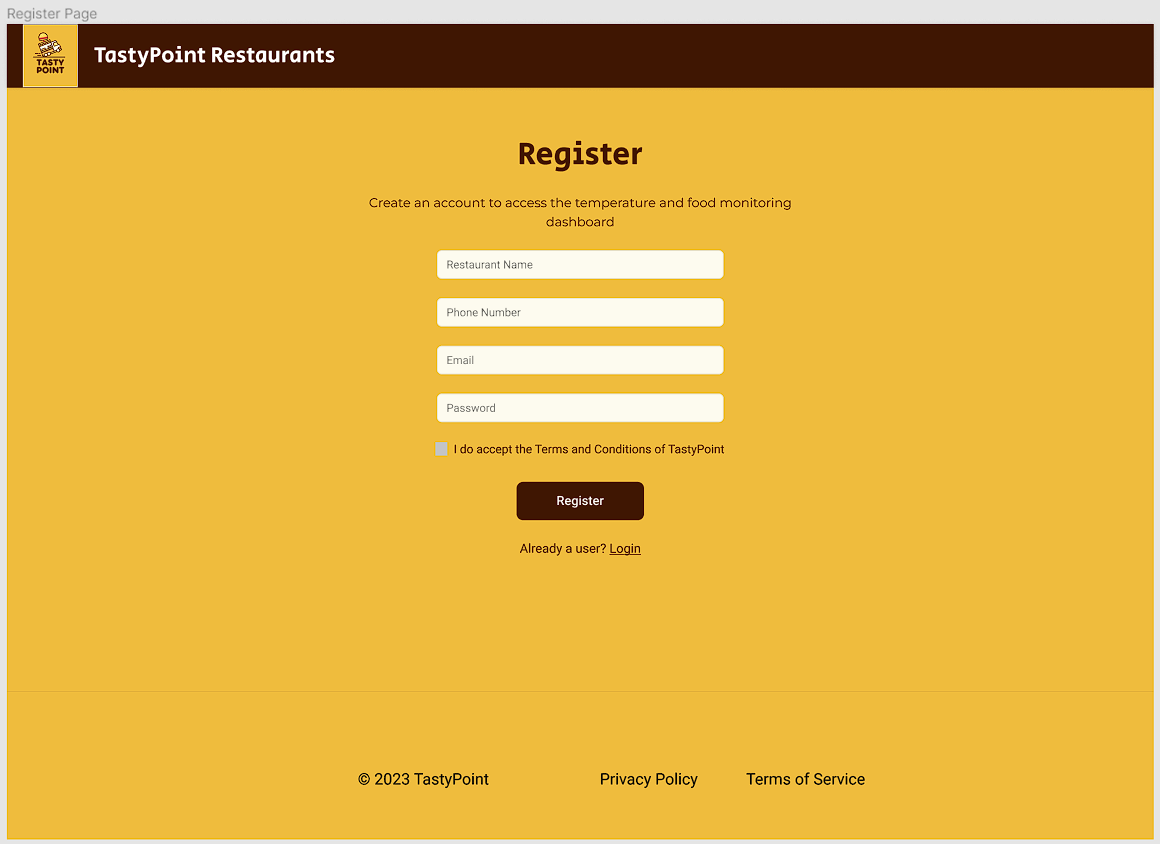 Register Page
TASTY
POINT
TastyPoint Restaurants
Register
Create an account to access the temperature and food monitoring
dashboard
Restaurant Name
Phone Number
Email
Password
I do accept the Terms and Conditions of TastyPoint
Register
Already a user? Login
© 2023 TastyPoint
Privacy Policy
Terms of Service